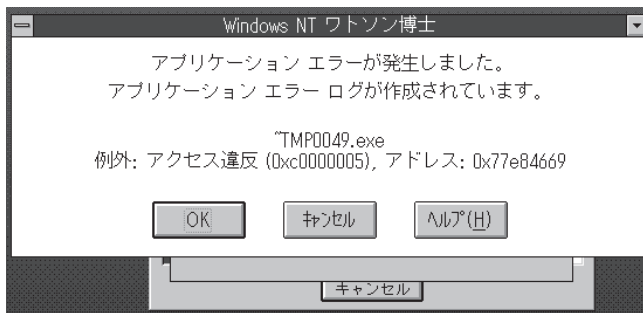 Windows NT ワトソン博士
アプリケーション エラーが発生しました。
アプリケーション エラー ログが作成されています。
~TMP0049.exe
例外: アクセス違反 (0xc0000005), アドレス: 0x77e84669
OK
ｷｬﾝｾﾙ
ﾍﾙﾌﾟ(H)
キャンセル